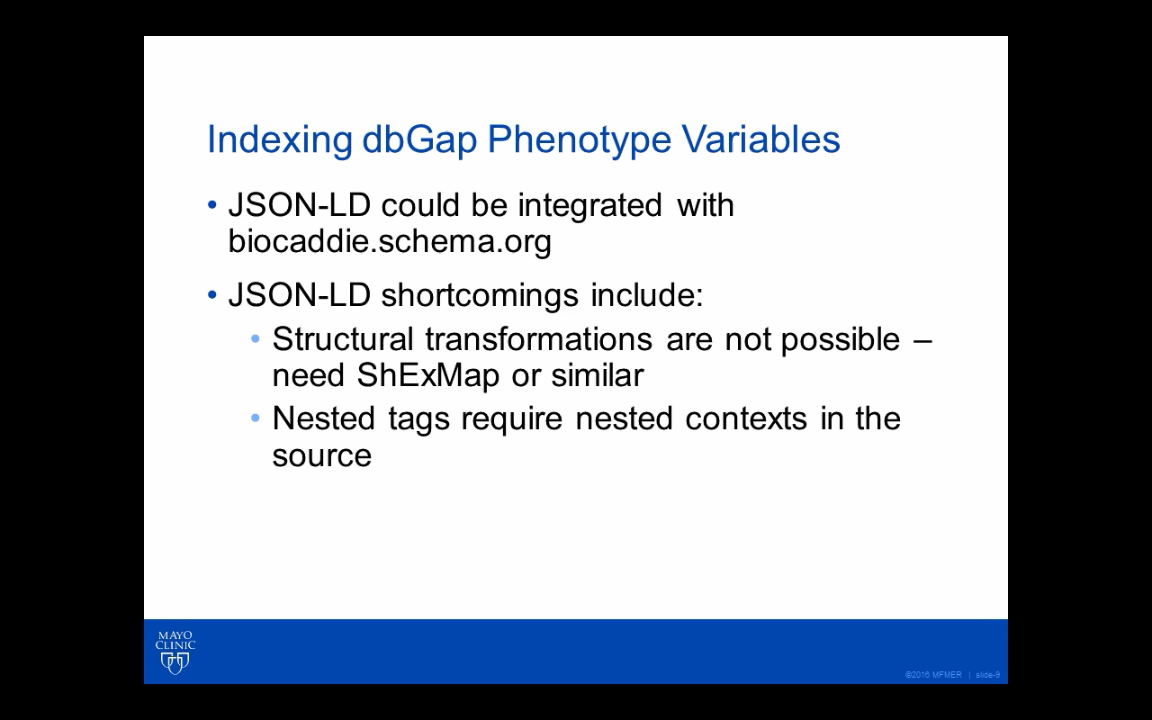 Indexing dbGap Phenotype Variables
• JSON-LD could be integrated with
biocaddie.schema.org
• JSON-LD shortcomings include:
• Structural transformations are not possible –
need ShExMap or similar
• Nested tags require nested contexts in the
source
MAYO
CLINIC
©2016 MFMER | slide-9